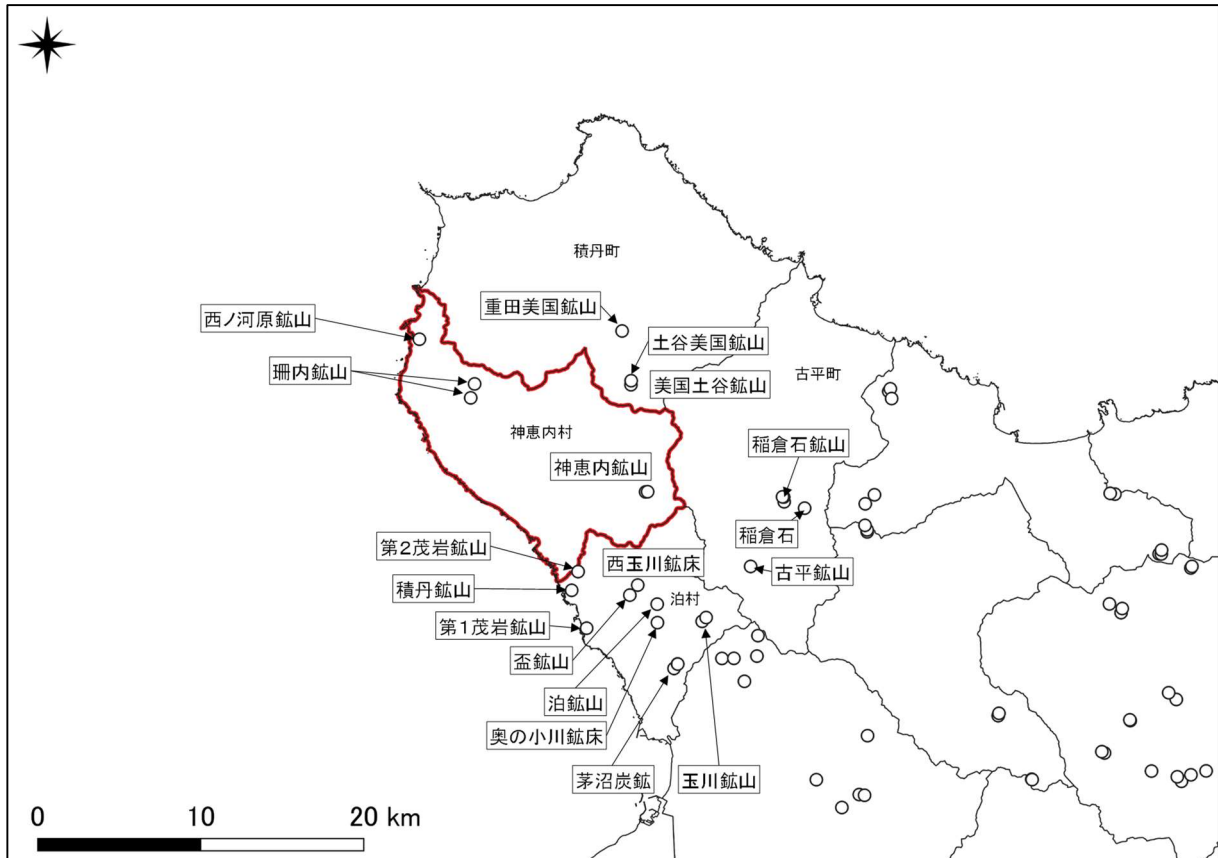 積丹町
重田美国鉱山
西ノ河原鉱山
土谷美国鉱山
珊内鉱山
美国土谷鉱山
古平町
神恵内村
稲倉石鉱山
神恵内鉱山
稲倉石
第2茂岩鉱山
西玉川鉱床
古平鉱山
積丹鉱山
泊村
第1茂岩鉱山
盃鉱山
泊鉱山
奥の小川鉱床
茅沼炭鉱
玉川鉱山
0 10 20 km